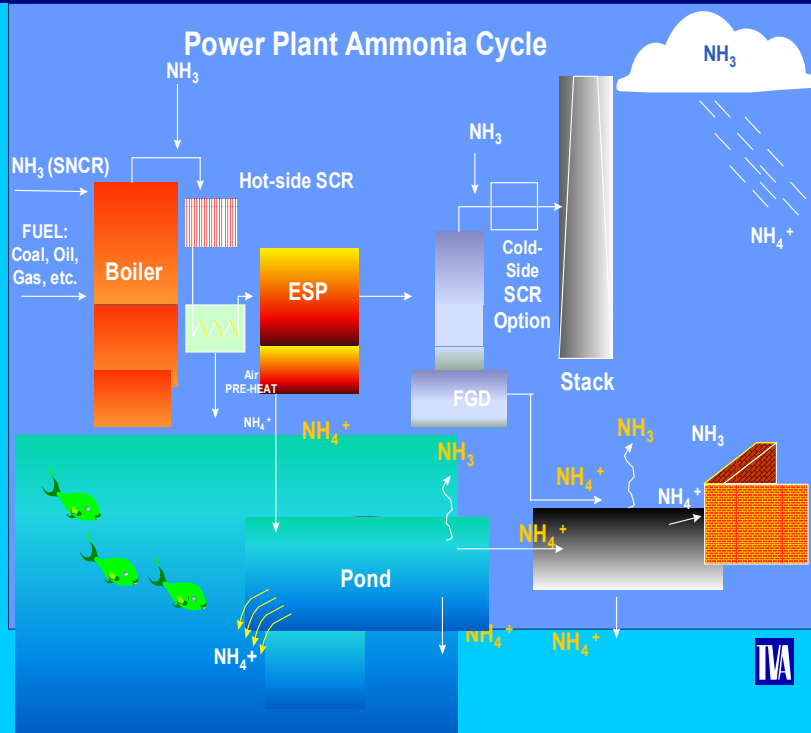 Power Plant Ammonia Cycle
NH₃
NH₃
NH₃
NH₃ (SNCR)
Hot-side SCR
FUEL:
Coal, Oil,
Gas, etc.
Boiler
ESP
Cold-
Side
SCR
Option
NH₄⁺
Air
PRE-HEAT
FGD
Stack
NH₄⁺
NH₄⁺
NH₃
NH₃
NH₃
NH₄⁺
NH₄⁺
NH₄⁺
Pond
NH₄+
NH₄⁺
NH₄⁺
TVA